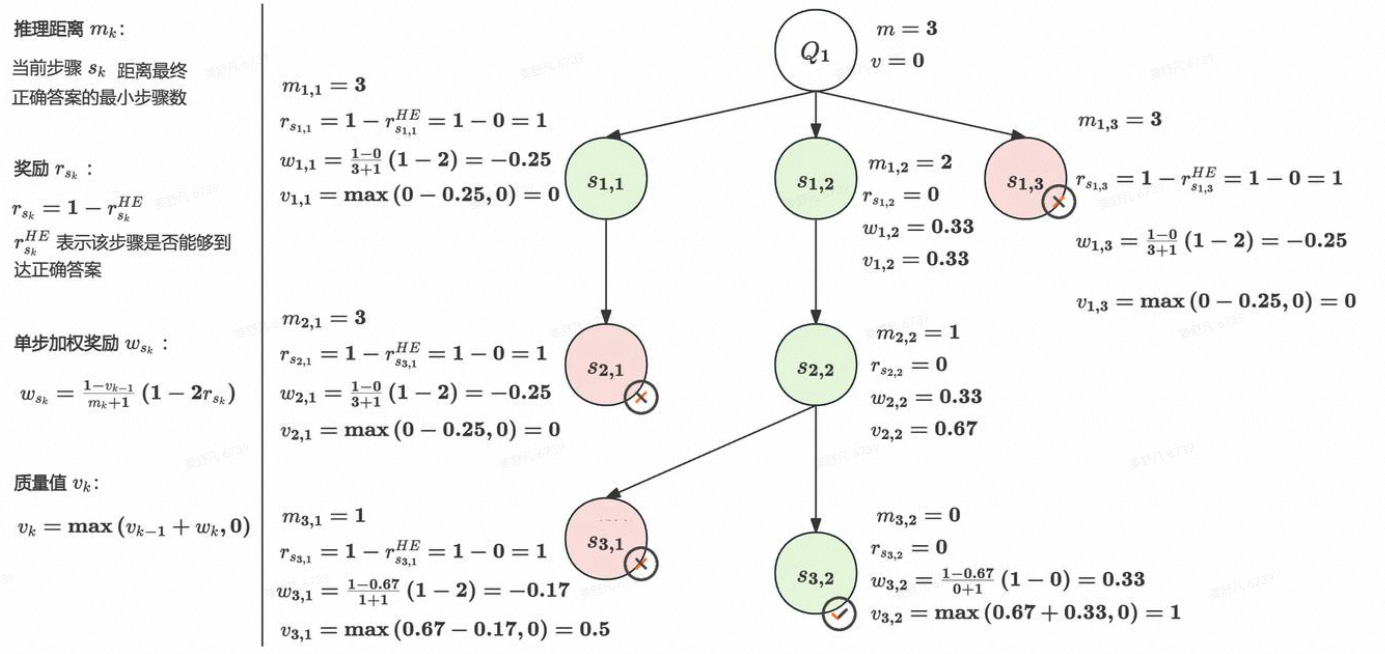 推理距离 m_k：
当前步骤 s_k 距离最终
正确答案的最小步骤数
奖励 r_{s_k}：
r_{s_k} = 1 − r^{HE}_{s_k}
r^{HE}_{s_k} 表示该步骤是否能够到
达正确答案
单步加权奖励 w_{s_k}：
w_{s_k} = \frac{1−v_{k−1}}{m_k+1} (1 − 2r_{s_k})
质量值 v_k：
v_k = max (v_{k−1} + w_k, 0)
Q_1
m = 3
v = 0
m_{1,1} = 3
r_{s_{1,1}} = 1 − r^{HE}_{s_{1,1}} = 1 − 0 = 1
w_{1,1} = \frac{1−0}{3+1} (1 − 2) = −0.25
v_{1,1} = max (0 − 0.25, 0) = 0
s_{1,1}
s_{1,2}
m_{1,2} = 2
r_{s_{1,2}} = 0
w_{1,2} = 0.33
v_{1,2} = 0.33
s_{1,3}
m_{1,3} = 3
r_{s_{1,3}} = 1 − r^{HE}_{s_{1,3}} = 1 − 0 = 1
w_{1,3} = \frac{1−0}{3+1} (1 − 2) = −0.25
v_{1,3} = max (0 − 0.25, 0) = 0
m_{2,1} = 3
r_{s_{2,1}} = 1 − r^{HE}_{s_{3,1}} = 1 − 0 = 1
w_{2,1} = \frac{1−0}{3+1} (1 − 2) = −0.25
v_{2,1} = max (0 − 0.25, 0) = 0
s_{2,1}
s_{2,2}
m_{2,2} = 1
r_{s_{2,2}} = 0
w_{2,2} = 0.33
v_{2,2} = 0.67
m_{3,1} = 1
r_{s_{3,1}} = 1 − r^{HE}_{s_{3,1}} = 1 − 0 = 1
w_{3,1} = \frac{1−0.67}{1+1} (1 − 2) = −0.17
v_{3,1} = max (0.67 − 0.17, 0) = 0.5
s_{3,1}
s_{3,2}
m_{3,2} = 0
r_{s_{3,2}} = 0
w_{3,2} = \frac{1−0.67}{0+1} (1 − 0) = 0.33
v_{3,2} = max (0.67 + 0.33, 0) = 1